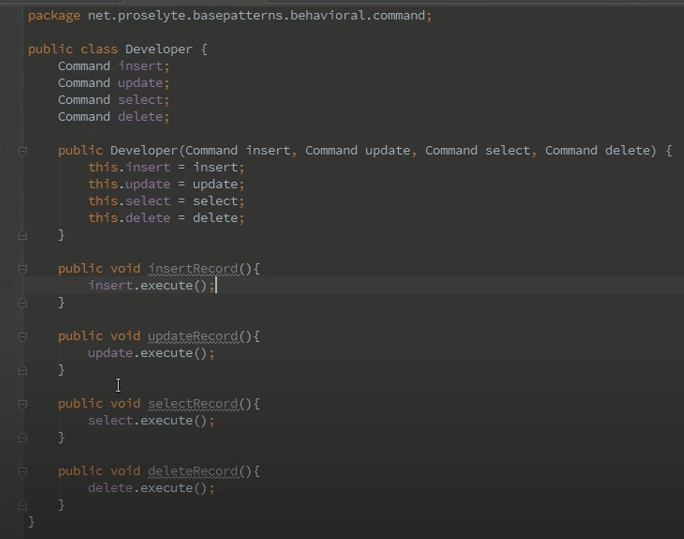 package net.proselyte.basepatterns.behavioral.command;
public class Developer {
Command insert;
Command update;
Command select;
Command delete;
public Developer(Command insert, Command update, Command select, Command delete) {
this.insert = insert;
this.update = update;
this.select = select;
this.delete = delete;
}
public void insertRecord(){
insert.execute();
}
public void updateRecord(){
update.execute();
}
public void selectRecord(){
select.execute();
}
public void deleteRecord(){
delete.execute();
}
}